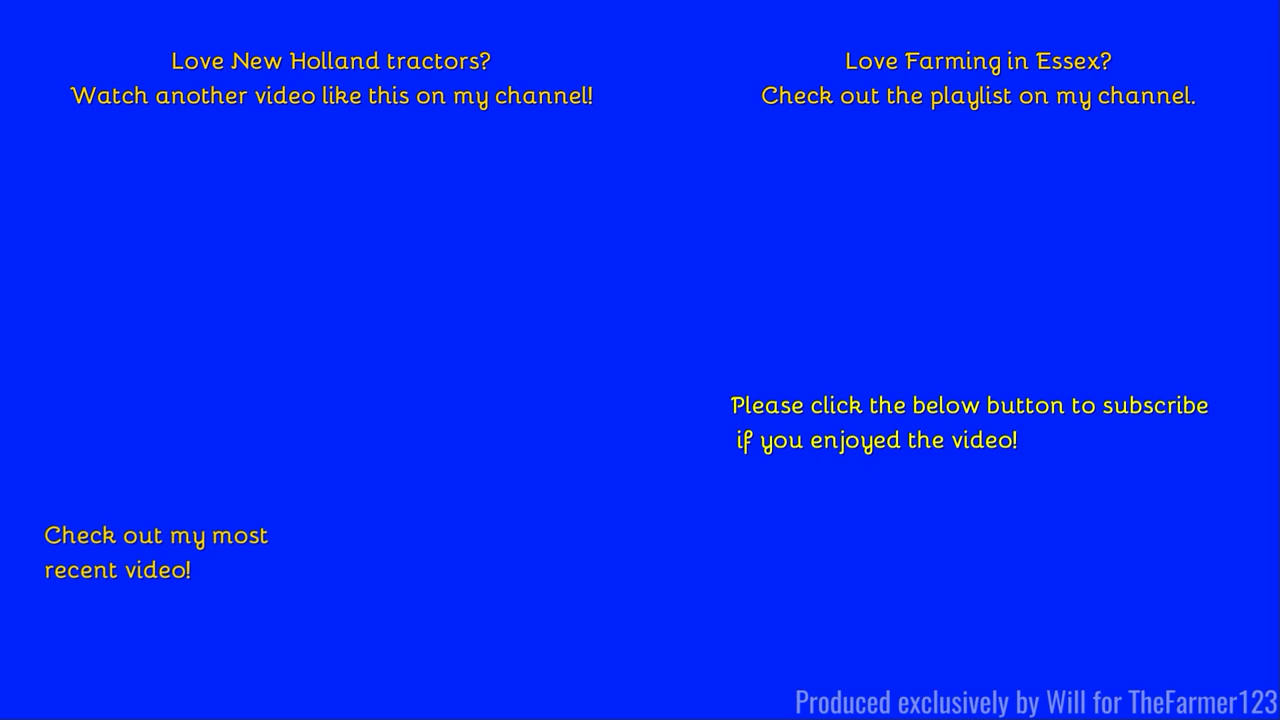 Love New Holland tractors?
Watch another video like this on my channel!
Love Farming in Essex?
Check out the playlist on my channel.
Please click the below button to subscribe
if you enjoyed the video!
Check out my most
recent video!
Produced exclusively by Will for TheFarmer123